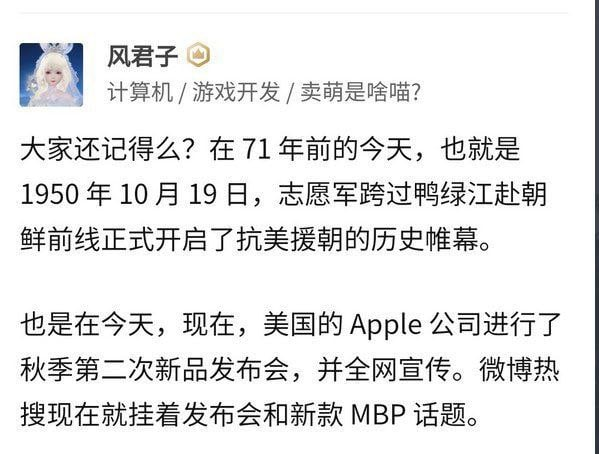 风君子
计算机 / 游戏开发 / 卖萌是啥喵?
大家还记得么？在 71 年前的今天，也就是
1950 年 10 月 19 日，志愿军跨过鸭绿江赴朝
鲜前线正式开启了抗美援朝的历史帷幕。
也是在今天，现在，美国的 Apple 公司进行了
秋季第二次新品发布会，并全网宣传。微博热
搜现在就挂着发布会和新款 MBP 话题。